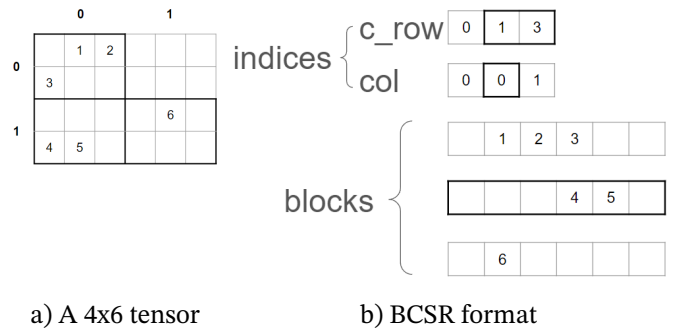 0 1
0
1 2
3
1
6
4 5
indices
c_row 0 1 3
col 0 0 1
blocks
1 2 3
4 5
6
a) A 4x6 tensor
b) BCSR format